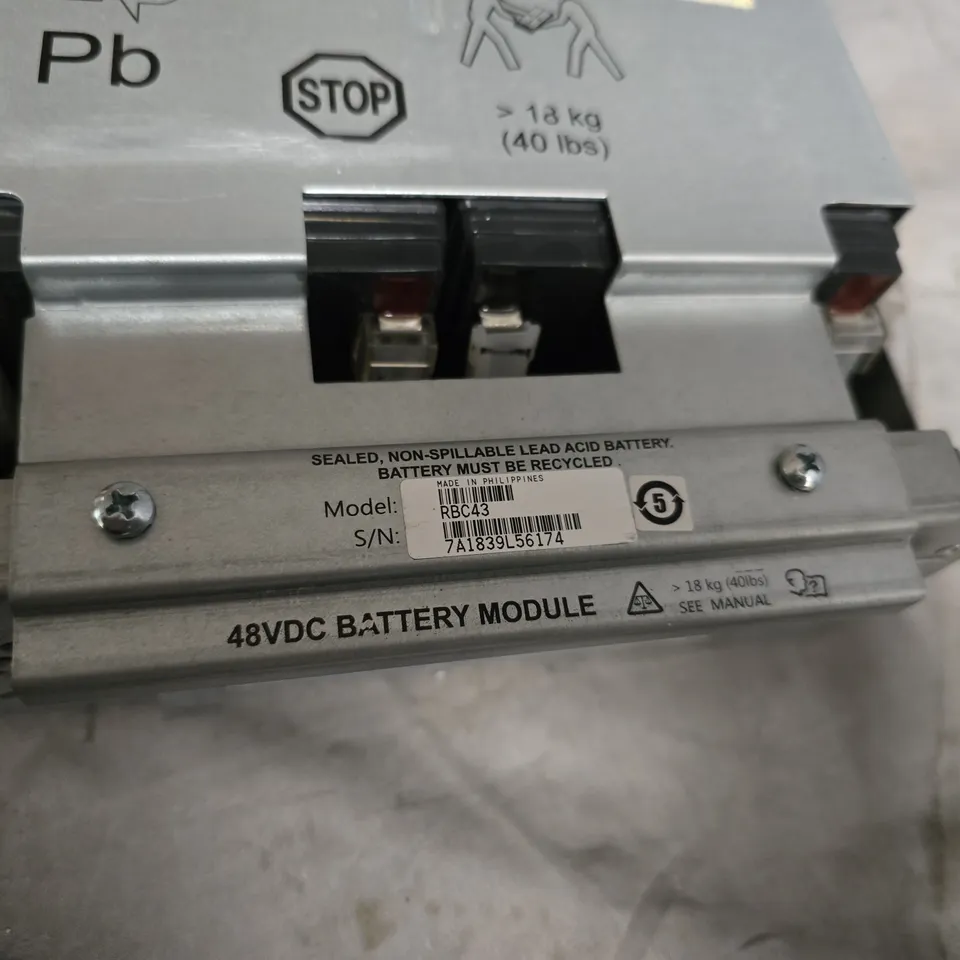 Pb
STOP
> 18 kg
(40 lbs)
SEALED, NON-SPILLABLE LEAD ACID BATTERY.
BATTERY MUST BE RECYCLED.
MADE IN PHILIPPINES
Model: RBC43
S/N: 7A1839L56174
5
> 18 kg (40lbs)
SEE MANUAL
?
48VDC BATTERY MODULE